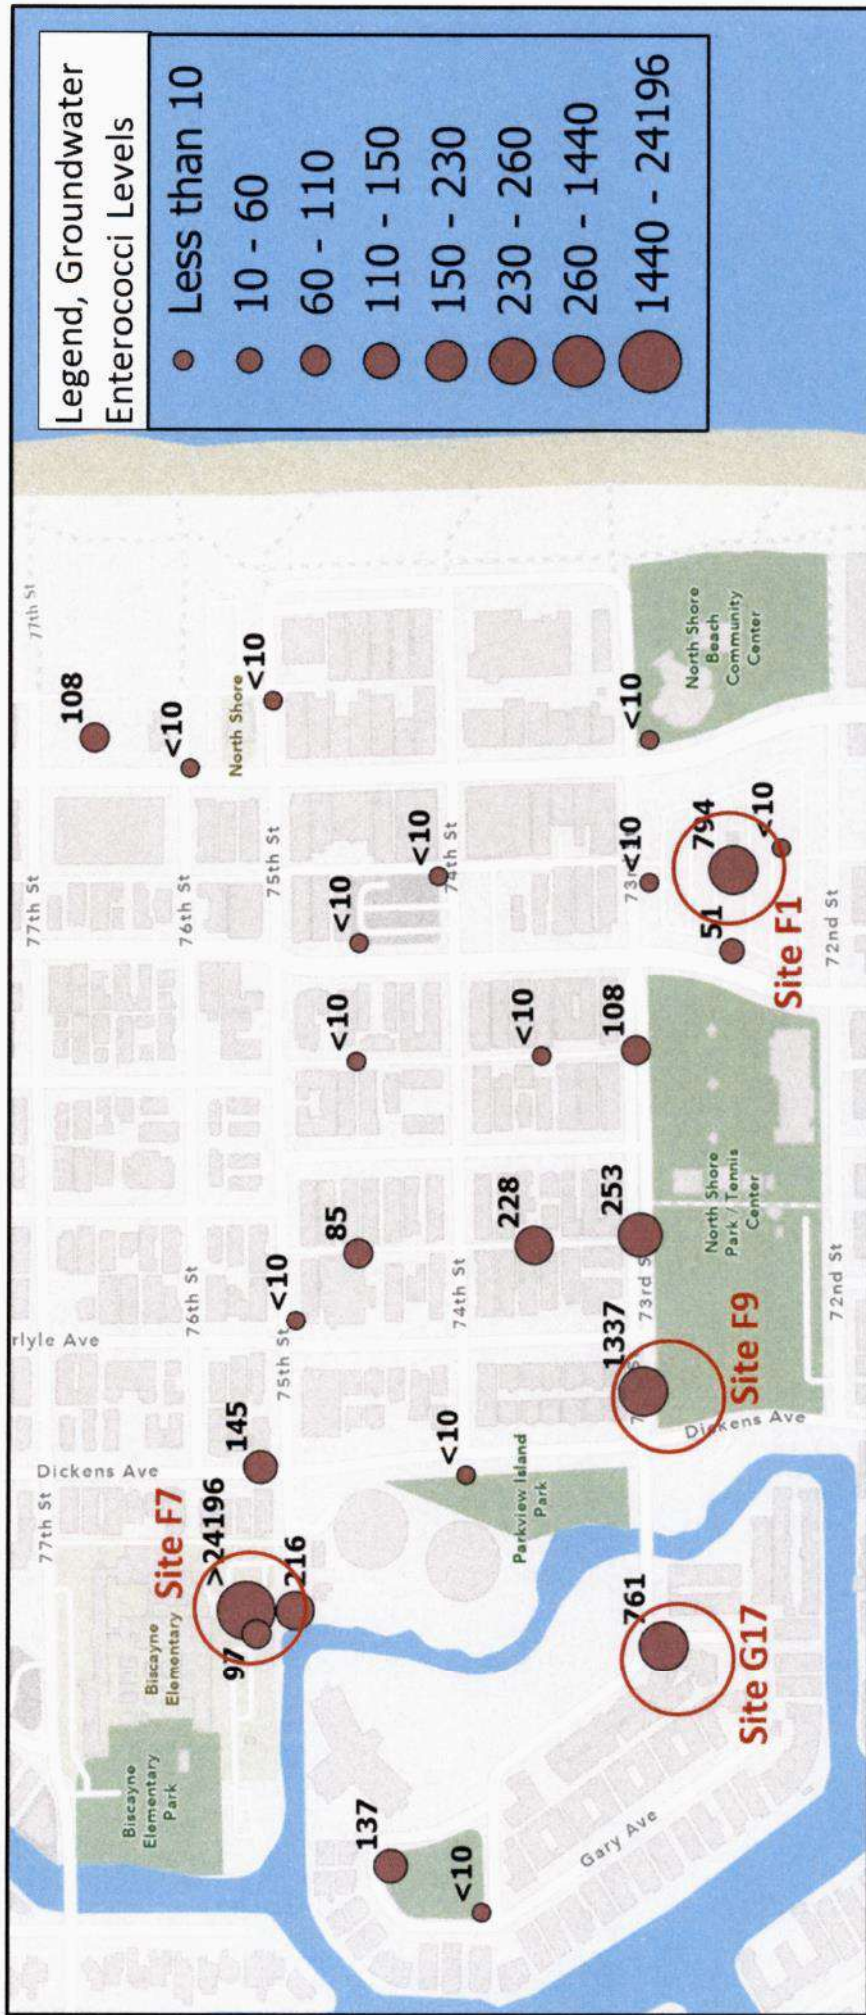 Legend, Groundwater
Enterococci Levels
Less than 10
10 - 60
60 - 110
110 - 150
150 - 230
230 - 260
260 - 1440
1440 - 24196
77th St
77th St
77th St
108
<10
North Shore
<10
76th St
76th St
75th St
75th St
<10
<10
<10
74th St
74th St
<10
85
228
<10
rlyle Ave
Dickens Ave
145
Site F7
>24196
216
97
Biscayne
Elementary
Biscayne
Elementary
Park
<10
Parkview Island
Park
137
<10
Gary Ave
761
Site G17
1337
73rd S
253
108
Site F9
Dickens Ave
North Shore
Park / Tennis
Center
72nd St
72nd St
51
73r
<10
794
<10
Site F1
<10
North Shore
Beach
Community
Center